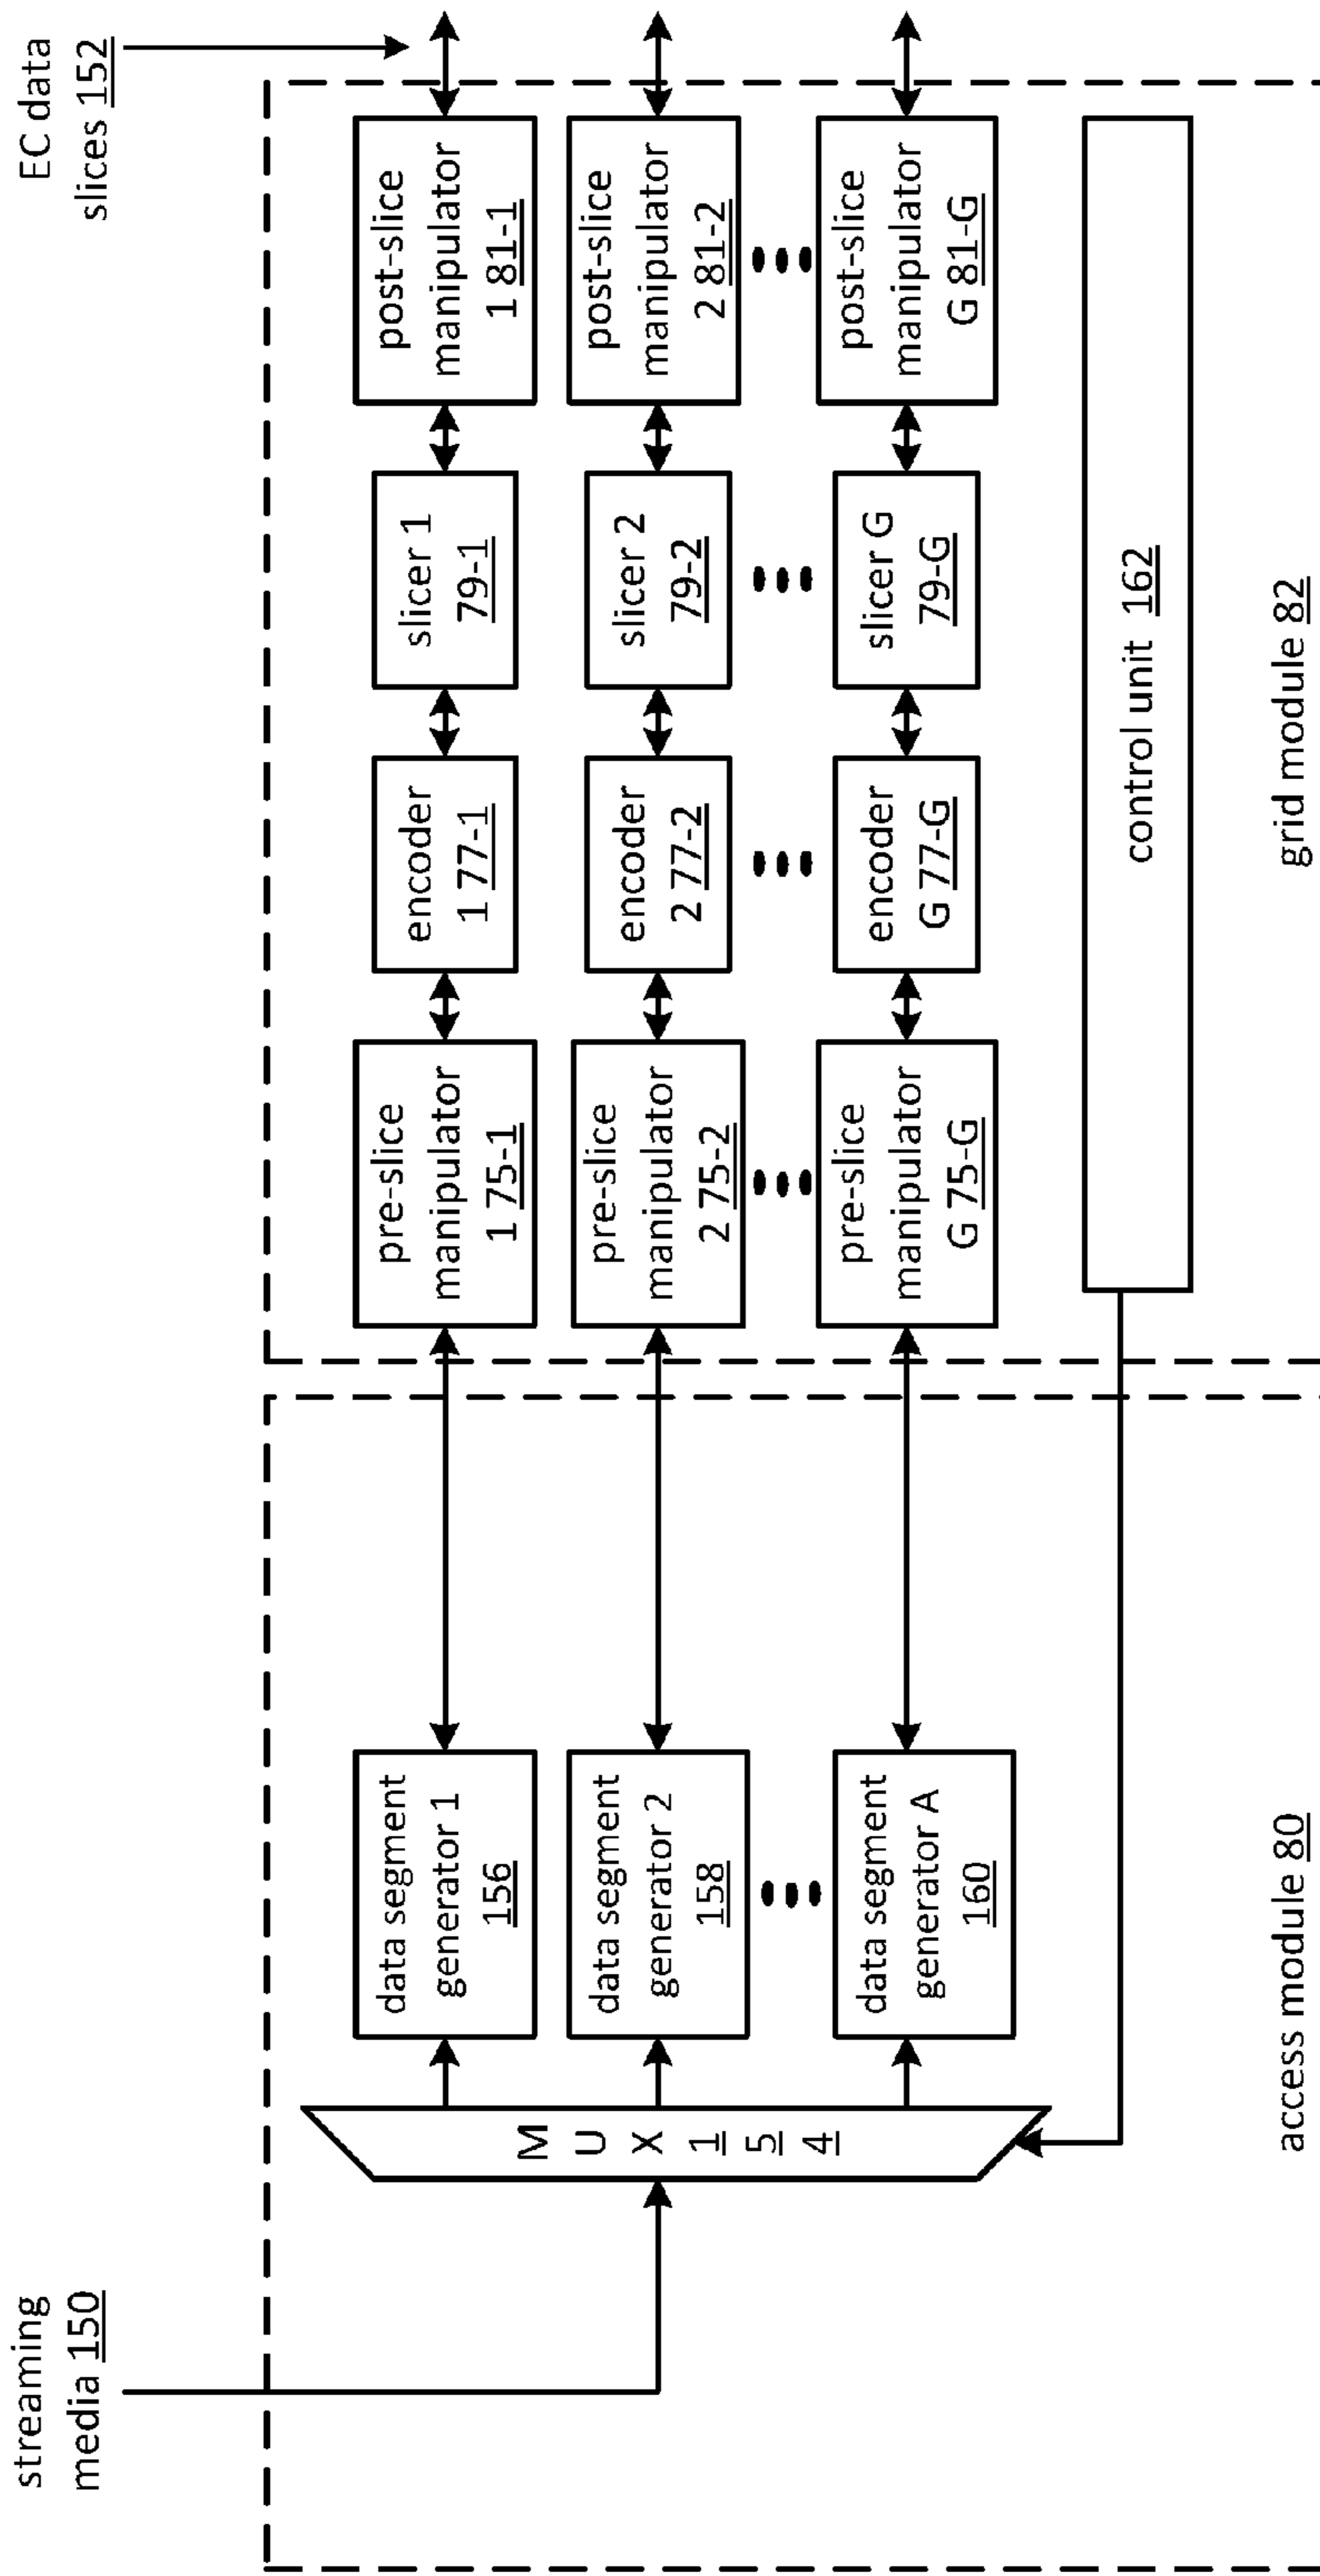 streaming
media 150
EC data
slices 152
M
U
X
1
5
4
data segment
generator 1
156
pre-slice
manipulator
1 75-1
encoder
1 77-1
slicer 1
79-1
post-slice
manipulator
1 81-1
data segment
generator 2
158
pre-slice
manipulator
2 75-2
encoder
2 77-2
slicer 2
79-2
post-slice
manipulator
2 81-2
data segment
generator A
160
pre-slice
manipulator
G 75-G
encoder
G 77-G
slicer G
79-G
post-slice
manipulator
G 81-G
control unit 162
access module 80
grid module 82